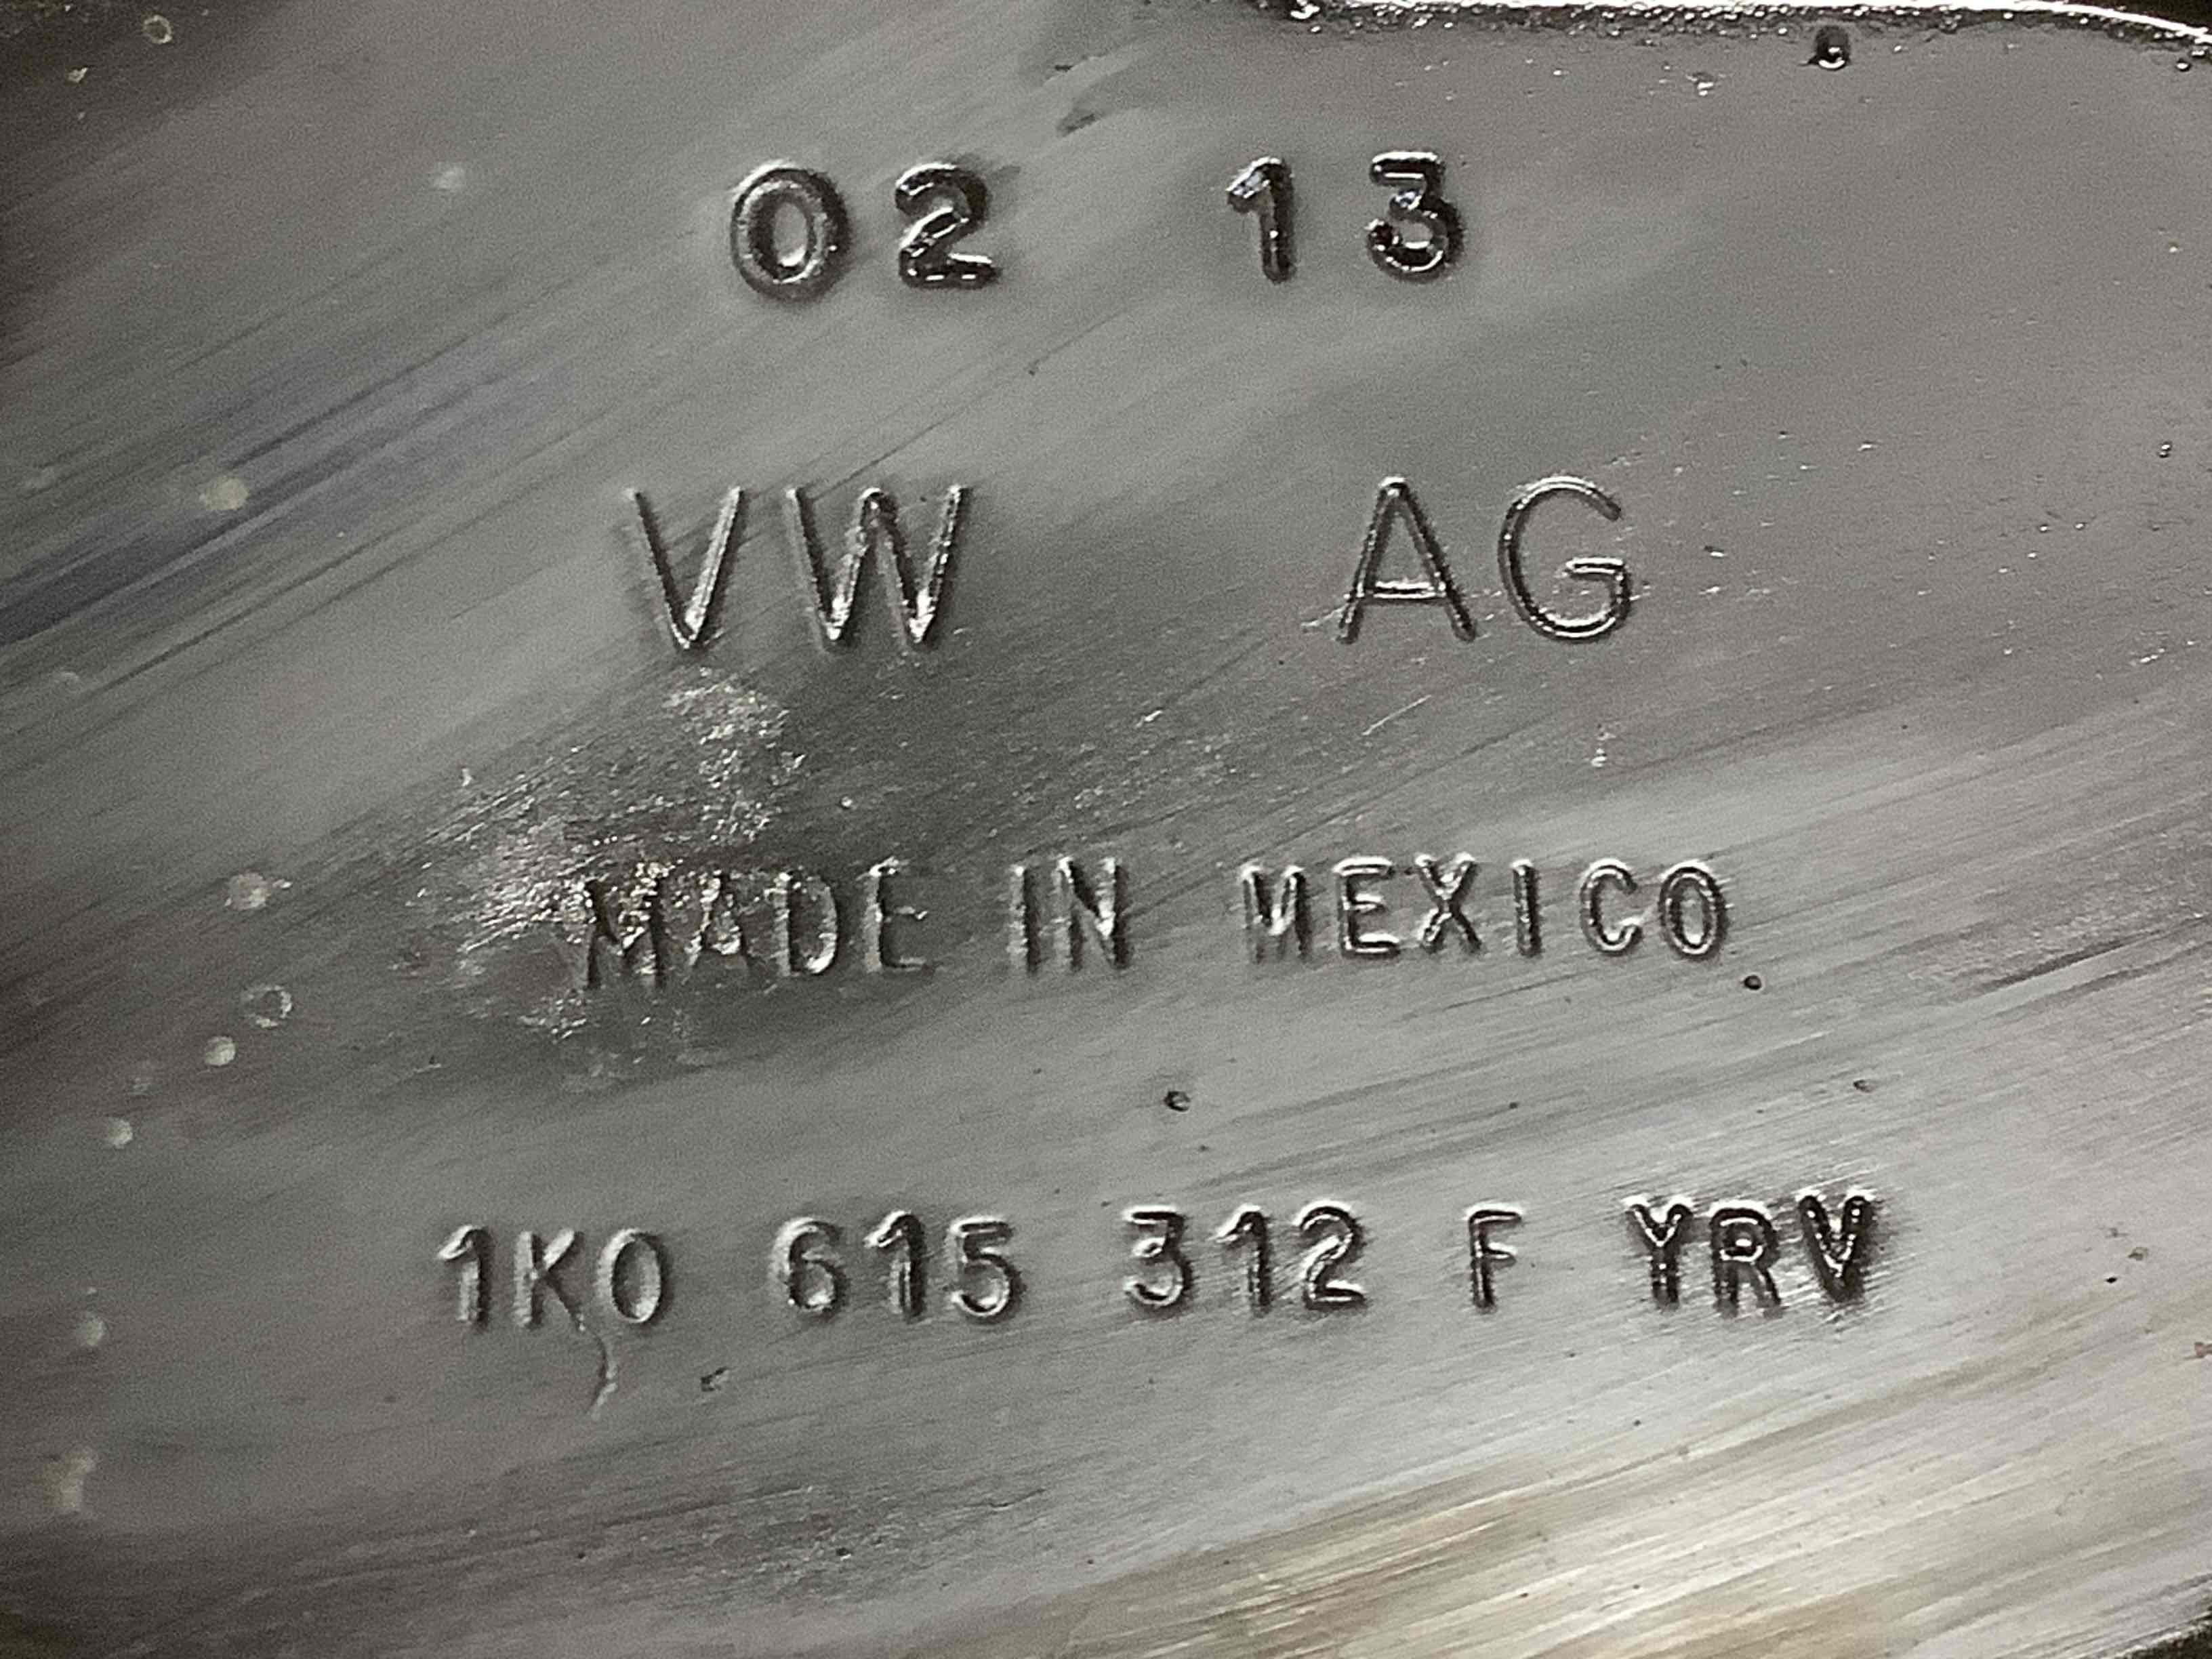 02 13
VW AG
MADE IN MEXICO
1K0 615 312 F YRV